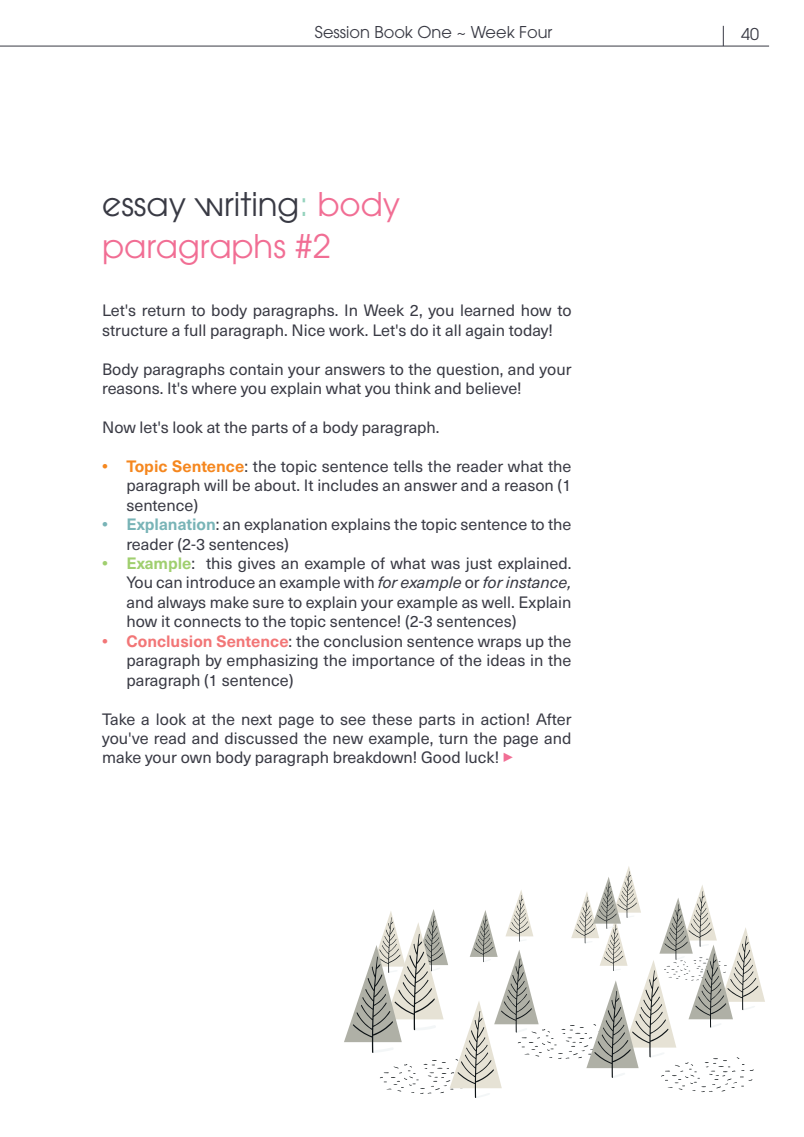 Session Book One ~ Week Four
40
essay writing: body
paragraphs #2
Let's return to body paragraphs. In Week 2, you learned how to
structure a full paragraph. Nice work. Let's do it all again today!
Body paragraphs contain your answers to the question, and your
reasons. It's where you explain what you think and believe!
Now let's look at the parts of a body paragraph.
• Topic Sentence: the topic sentence tells the reader what the
paragraph will be about. It includes an answer and a reason (1
sentence)
• Explanation: an explanation explains the topic sentence to the
reader (2-3 sentences)
• Example: this gives an example of what was just explained.
You can introduce an example with for example or for instance,
and always make sure to explain your example as well. Explain
how it connects to the topic sentence! (2-3 sentences)
• Conclusion Sentence: the conclusion sentence wraps up the
paragraph by emphasizing the importance of the ideas in the
paragraph (1 sentence)
Take a look at the next page to see these parts in action! After
you've read and discussed the new example, turn the page and
make your own body paragraph breakdown! Good luck! ►